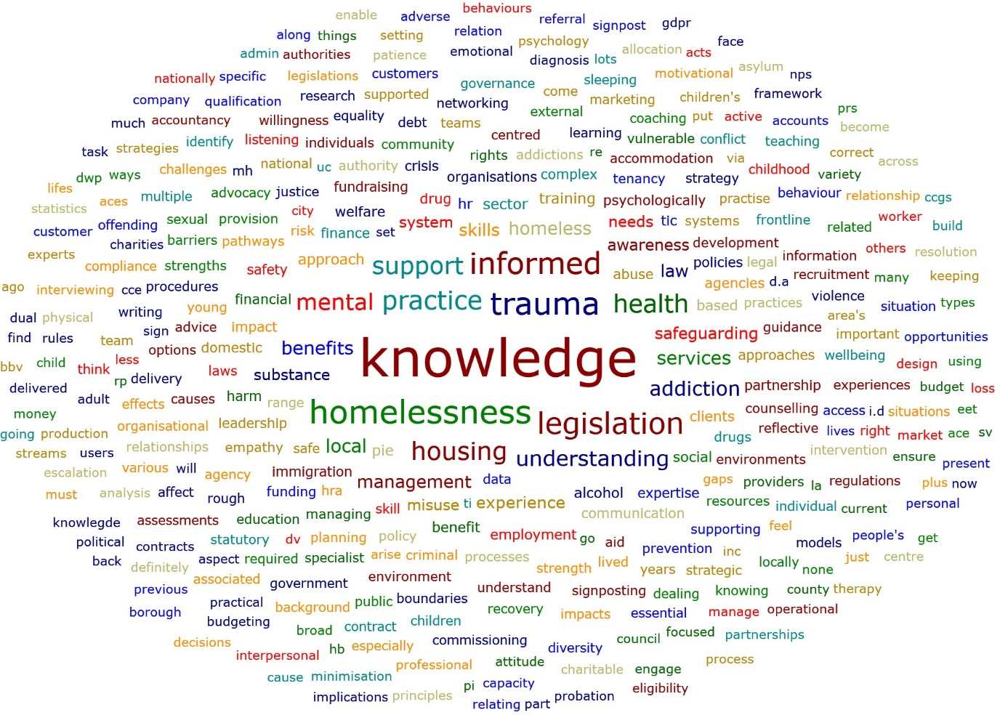 behaviours
enable adverse referral signpost gdpr
along things setting relation psychology face
admin authorities patience emotional diagnosis lots allocation acts
nationally specific legislations customers governance sleeping motivational asylum nps
company qualification research supported networking come marketing children's framework
much accountancy willingness equality debt teams external coaching put active accounts prs become
task strategies identify listening individuals community centred learning vulnerable conflict teaching
dwp ways challenges mh national uc authority crisis rights addictions re accommodation via correct across
lifes aces multiple advocacy justice fundraising organisations complex tenancy strategy childhood variety
statistics offending sexual provision city welfare drug hr sector training psychologically practise behaviour relationship ccgs
customer charities barriers pathways risk finance set system skills homeless needs tic systems frontline related worker build
experts compliance strengths safety approach support informed awareness development information others resolution
abuse law policies legal agencies d.a recruitment many keeping
ago interviewing cce procedures young financial mental practice trauma health based practices violence situation types
dual physical writing sign advice impact safeguarding guidance area's important opportunities
find rules team options domestic benefits knowledge services approaches wellbeing design using
bbv child think less rp delivery laws substance
delivered adult effects causes harm range addiction partnership experiences budget loss
money organisational leadership homelessness legislation clients counselling access i.d situations eet
going production relationships empathy safe local pie housing understanding drugs reflective lives right market ace sv
streams users various will agency immigration management data social environments intervention ensure present
escalation must analysis affect rough funding hra alcohol expertise gaps providers la regulations plus now
knowlegde assessments education managing skill misuse ti experience communication resources individual current personal
political contracts statutory dv planning policy benefit employment go aid supporting feel models people's get
back definitely aspect required specialist arise criminal processes strength lived prevention inc years strategic locally none just centre
previous associated government environment understand signposting dealing knowing county therapy
borough practical background public boundaries recovery impacts essential manage operational
budgeting broad contract children council focused partnerships
decisions interpersonal hb especially commissioning diversity
professional attitude charitable engage process
cause minimisation pi capacity eligibility
implications principles relating part probation